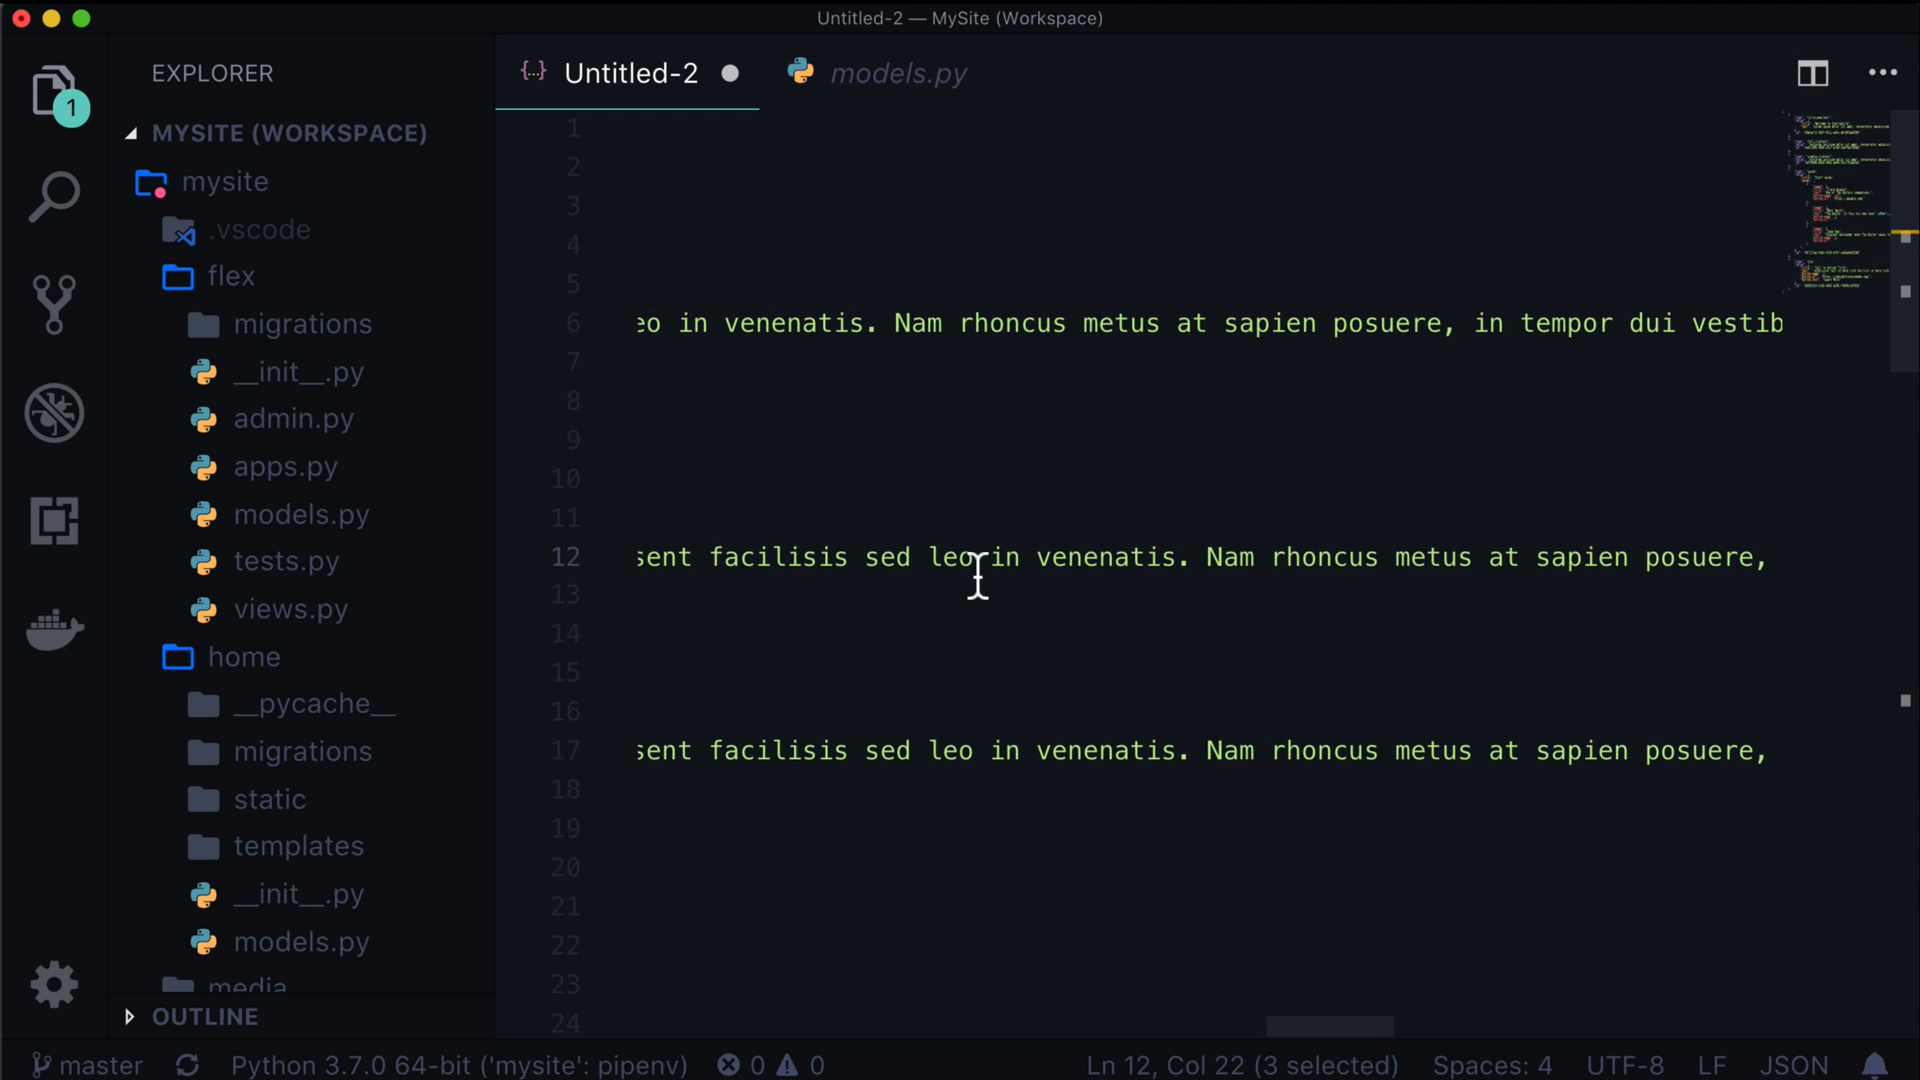 Untitled-2 — MySite (Workspace)
EXPLORER
{..} Untitled-2
models.py
1
MYSITE (WORKSPACE)
mysite
.vscode
flex
migrations
__init__.py
admin.py
apps.py
models.py
tests.py
views.py
home
__pycache__
migrations
static
templates
__init__.py
models.py
media
OUTLINE
1
2
3
4
5
6 eo in venenatis. Nam rhoncus metus at sapien posuere, in tempor dui vestib
7
8
9
10
11
12 sent facilisis sed leo in venenatis. Nam rhoncus metus at sapien posuere,
13
14
15
16
17 sent facilisis sed leo in venenatis. Nam rhoncus metus at sapien posuere,
18
19
20
21
22
23
24
master Python 3.7.0 64-bit ('mysite': pipenv) 0 0 Ln 12, Col 22 (3 selected) Spaces: 4 UTF-8 LF JSON